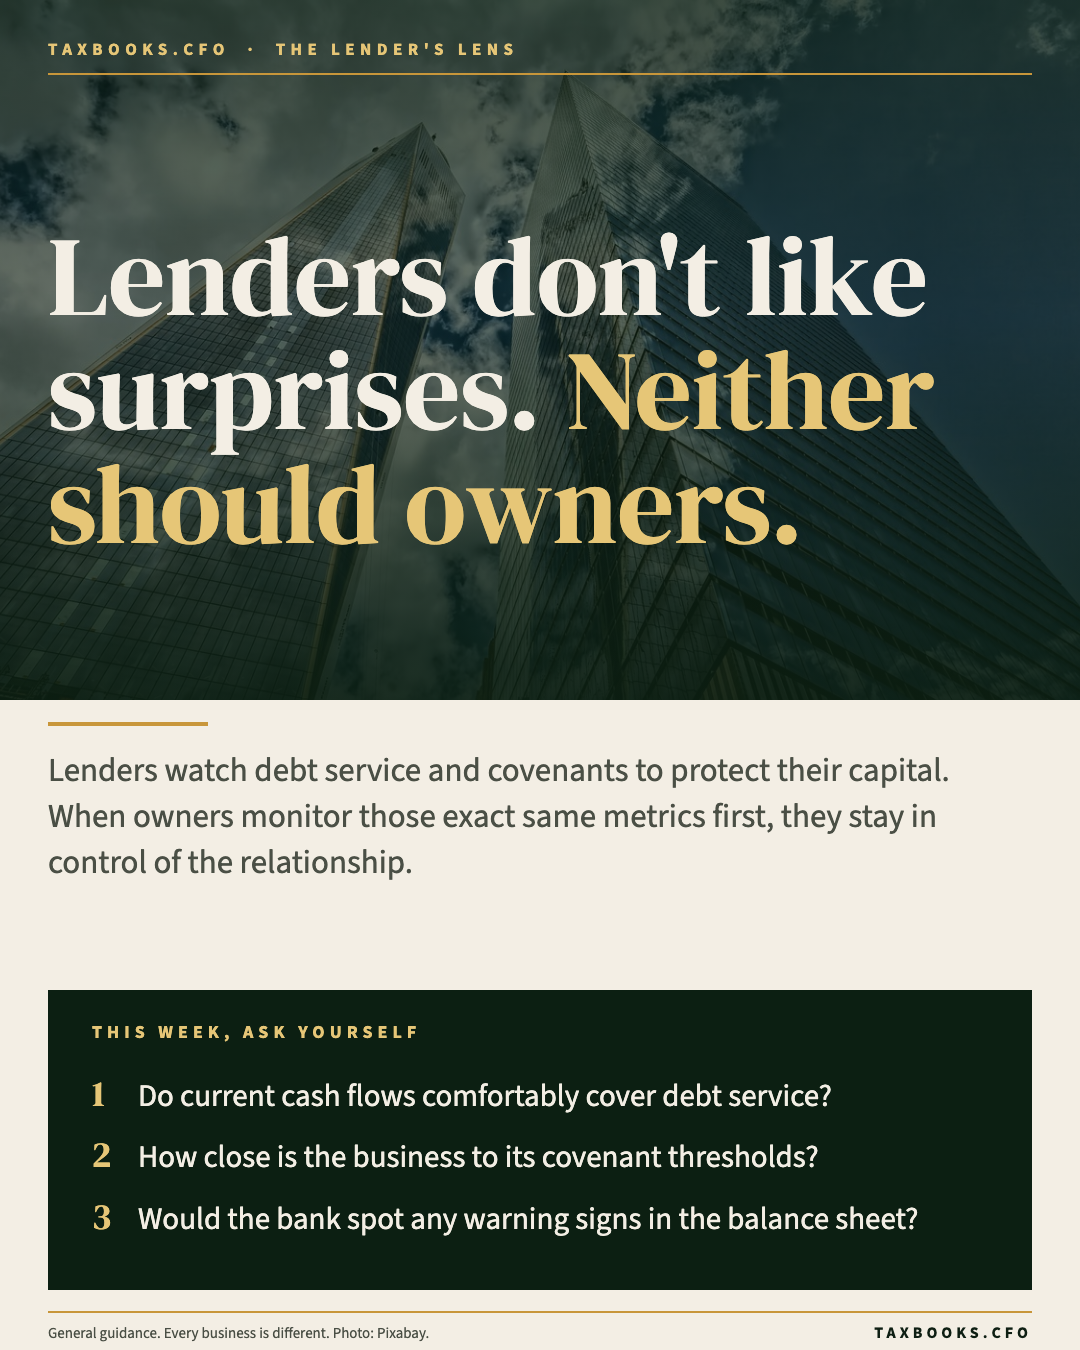 TAXBOOKS.CFO · THE LENDER'S LENS
Lenders don't like
surprises. Neither
should owners.
Lenders watch debt service and covenants to protect their capital.
When owners monitor those exact same metrics first, they stay in
control of the relationship.
THIS WEEK, ASK YOURSELF
1 Do current cash flows comfortably cover debt service?
2 How close is the business to its covenant thresholds?
3 Would the bank spot any warning signs in the balance sheet?
General guidance. Every business is different. Photo: Pixabay. TAXBOOKS.CFO